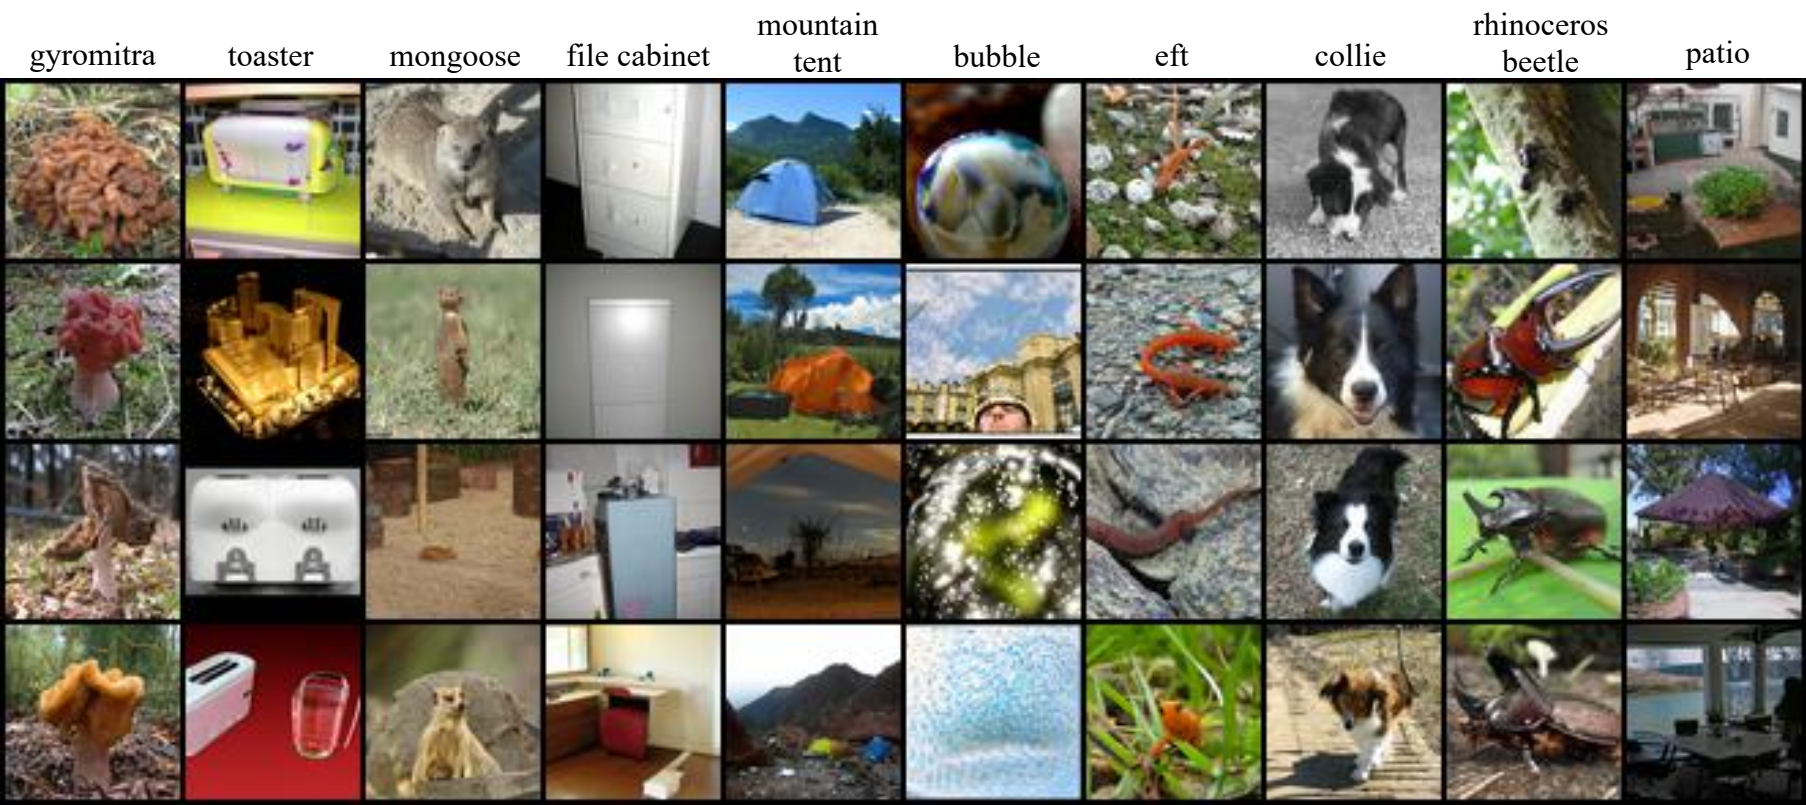 gyromitra
toaster
mongoose
file cabinet
mountain
tent
bubble
eft
collie
rhinoceros
beetle
patio